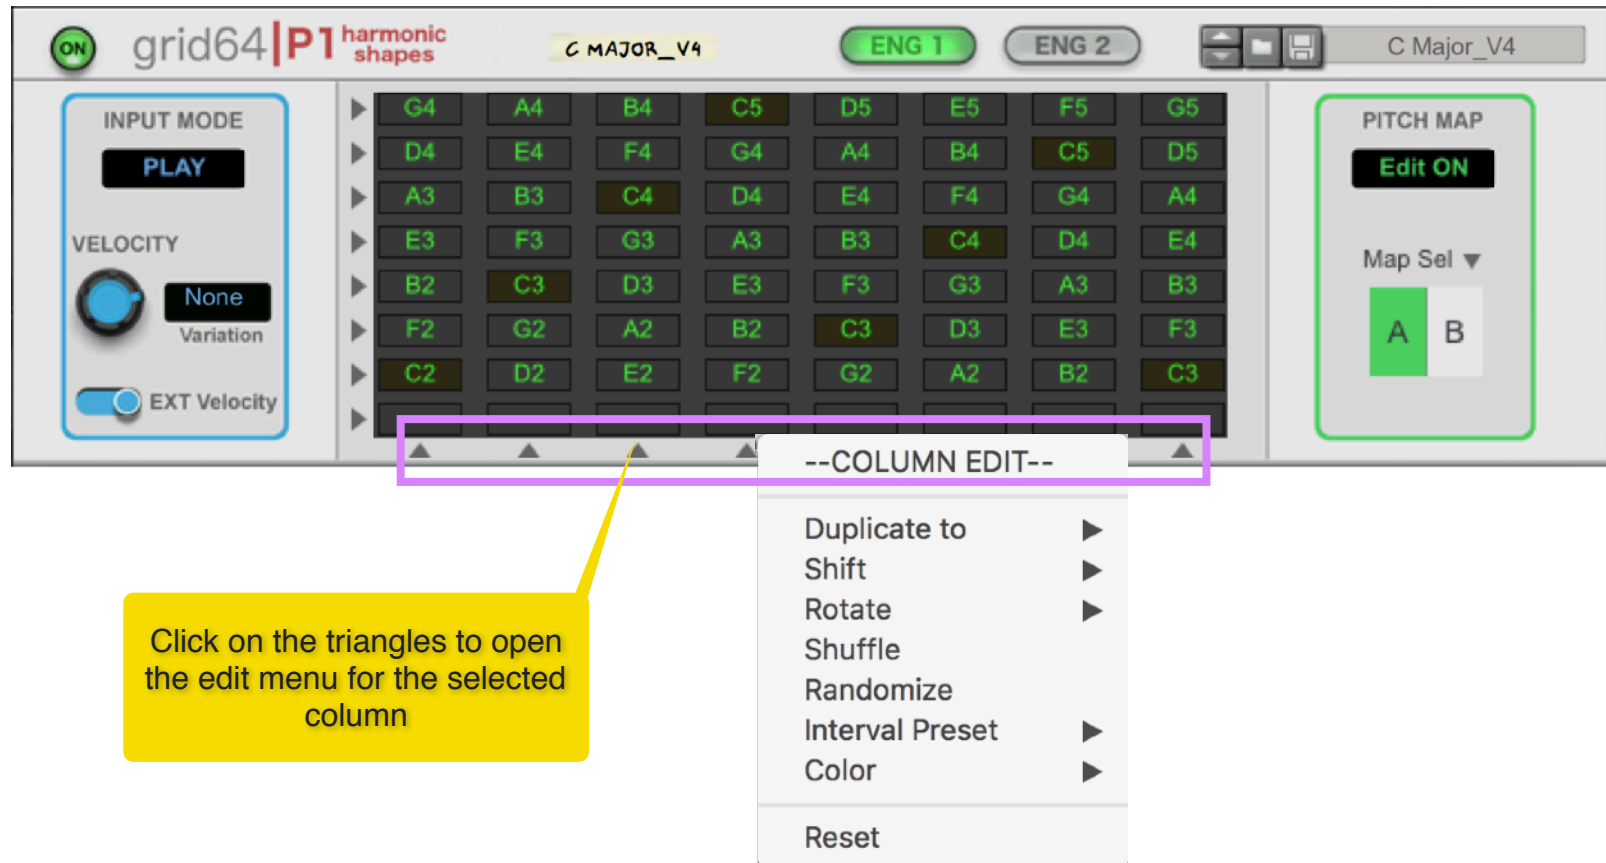 ON grid64|P1 harmonic shapes C MAJOR_V4 ENG 1 ENG 2 C Major_V4
INPUT MODE
PLAY
VELOCITY
None
Variation
EXT Velocity
G4 A4 B4 C5 D5 E5 F5 G5
D4 E4 F4 G4 A4 B4 C5 D5
A3 B3 C4 D4 E4 F4 G4 A4
E3 F3 G3 A3 B3 C4 D4 E4
B2 C3 D3 E3 F3 G3 A3 B3
F2 G2 A2 B2 C3 D3 E3 F3
C2 D2 E2 F2 G2 A2 B2 C3
PITCH MAP
Edit ON
Map Sel
A B
--COLUMN EDIT--
Duplicate to
Shift
Rotate
Shuffle
Randomize
Interval Preset
Color
Reset
Click on the triangles to open
the edit menu for the selected
column